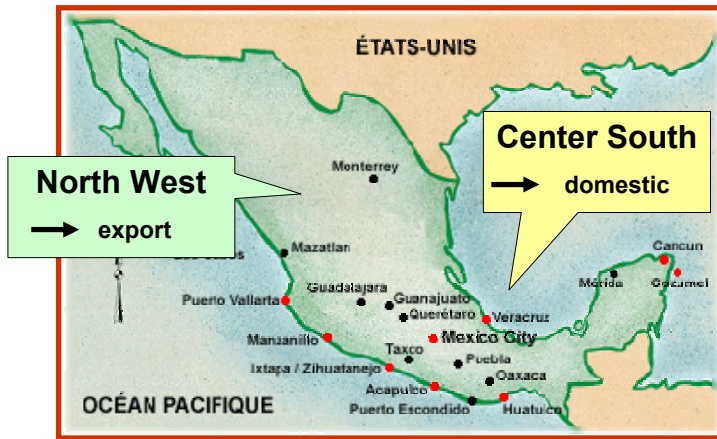 ÉTATS-UNIS
Center South
domestic
Monterrey
North West
export
Mazatlan
Cancun
Mérida
Cozumel
Puerto Vallarta
Guadalajara
Guanajuato
Querétaro
Veracruz
Manzanillo
Mexico City
Taxco
Puebla
Ixtapa / Zihuatanejo
Oaxaca
Acapulco
OCÉAN PACIFIQUE
Puerto Escondido
Huatulco